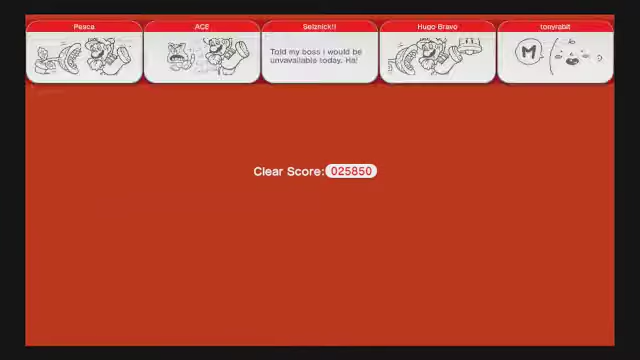 Pesca
ACE
Selznick!!
Hugo Bravo
tonyrabit
Told my boss I would be
unavailable today. Ha!
M
Clear Score: 025850